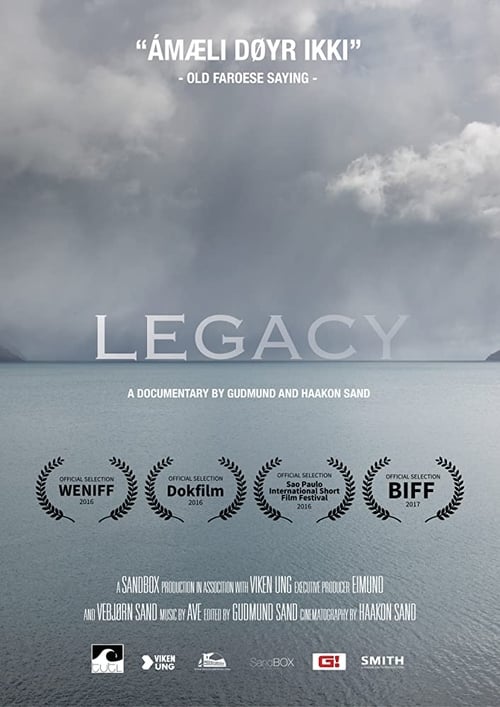 “ÁMÆLI DØYR IKKI”
- OLD FAROESE SAYING -
LEGACY
A DOCUMENTARY BY GUDMUND AND HAAKON SAND
OFFICIAL SELECTION
WENIFF
2016
OFFICIAL SELECTION
Dokfilm
2016
OFFICIAL SELECTION
Sao Paulo
International Short
Film Festival
2016
OFFICIAL SELECTION
BIFF
2017
A SANDBOX PRODUCTION IN ASSOCITION WITH VIKEN UNG EXECUTIVE PRODUCER EIMUND
AND VEBJØRN SAND MUSIC BY AVE EDITED BY GUDMUND SAND CINEMATOGRAPHY BY HAAKON SAND
tutl
VIKEN
UNG
SandBOX
G!
SMITH